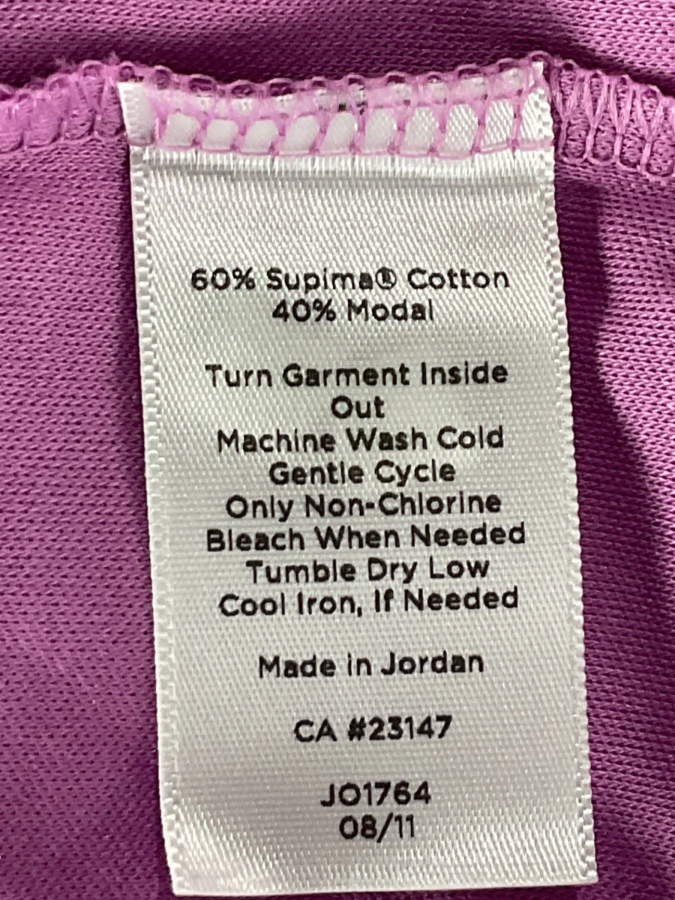 60% Supima® Cotton
40% Modal
Turn Garment Inside
Out
Machine Wash Cold
Gentle Cycle
Only Non-Chlorine
Bleach When Needed
Tumble Dry Low
Cool Iron, If Needed
Made in Jordan
CA #23147
JO1764
08/11